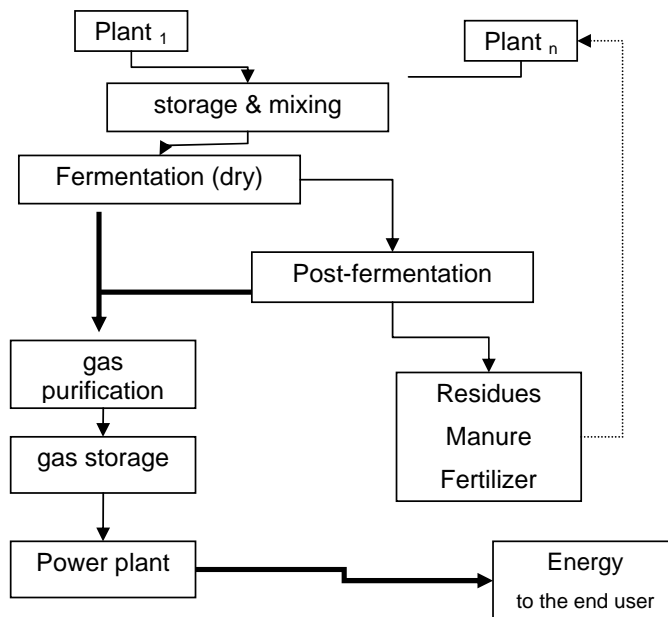 Plant 1
Plant n
storage & mixing
Fermentation (dry)
Post-fermentation
gas
purification
Residues
Manure
Fertilizer
gas storage
Power plant
Energy
to the end user